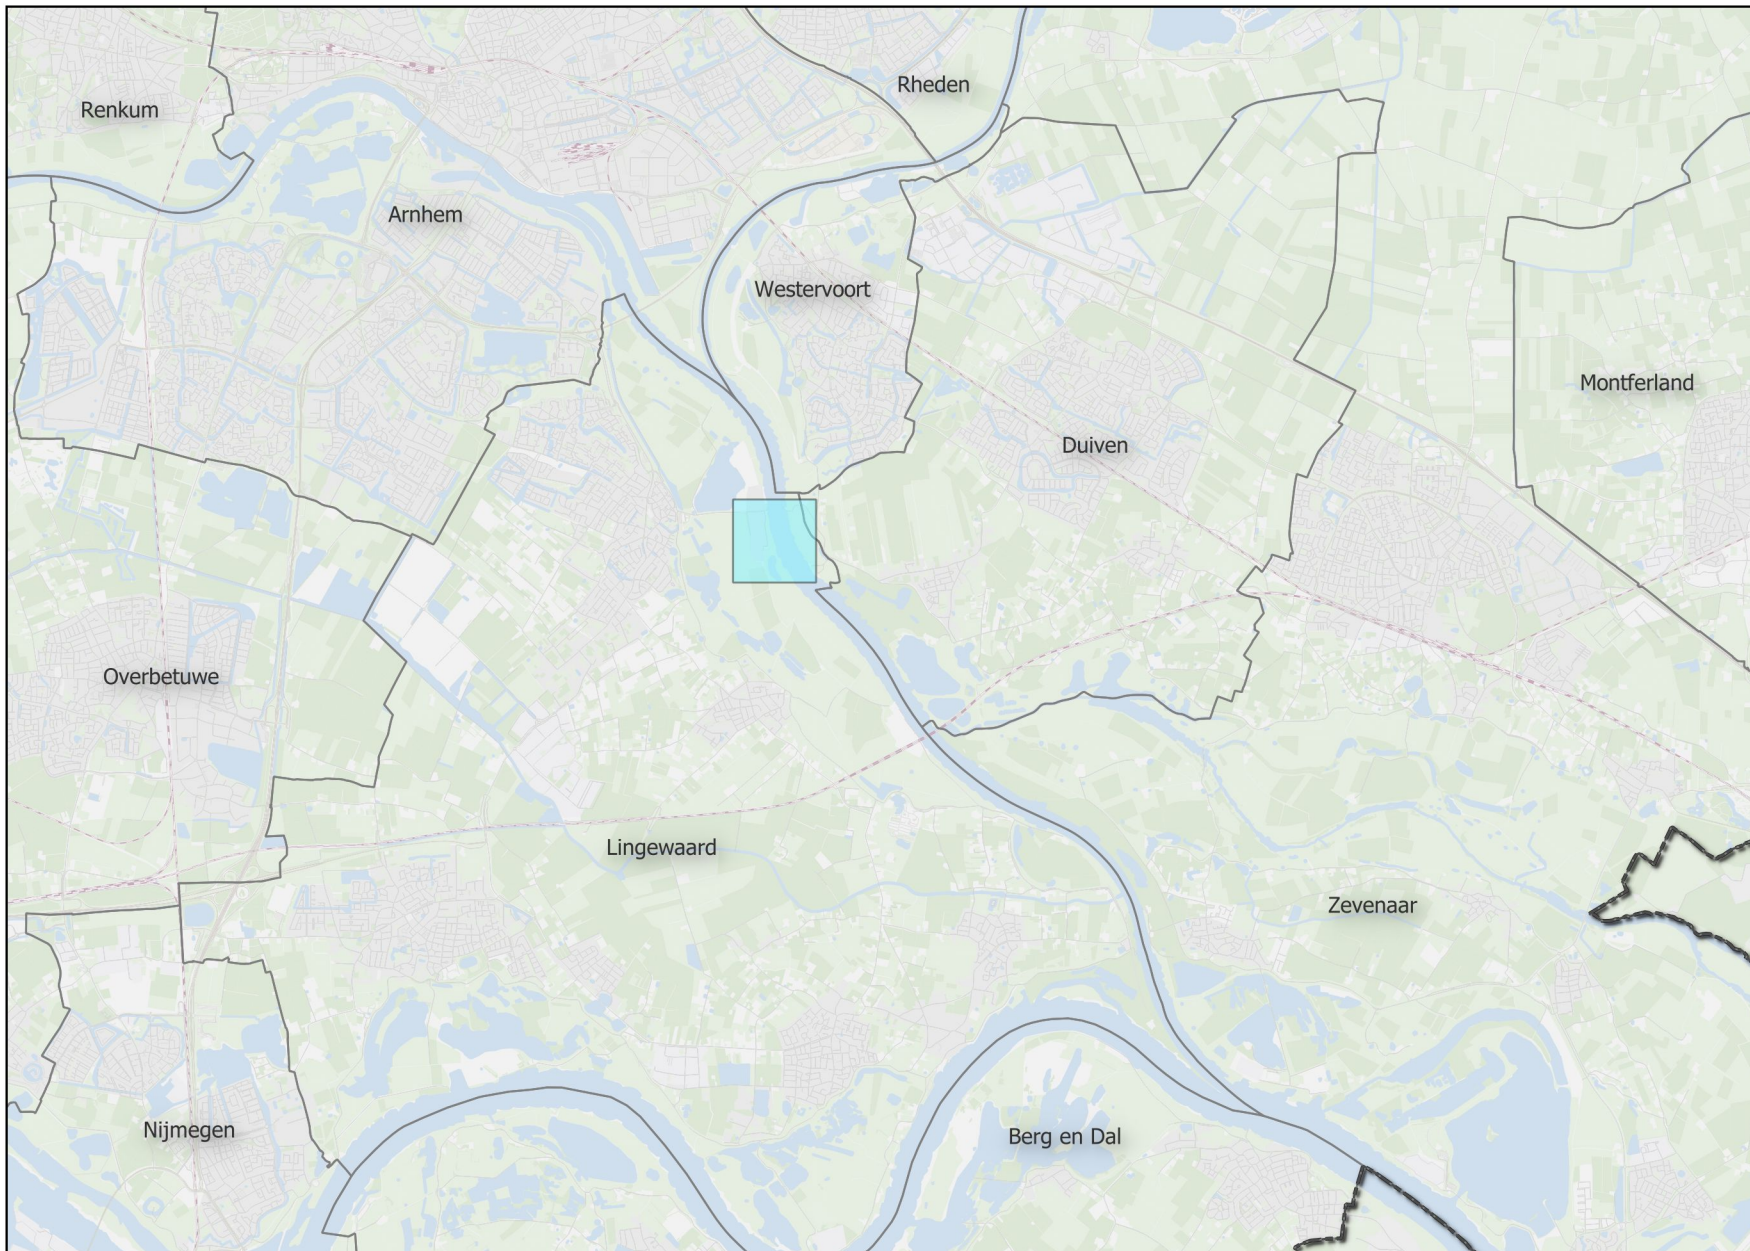 Rheden
Renkum
Arnhem
Westervoort
Montferland
Duiven
Overbetuwe
Lingewaard
Zevenaar
Nijmegen
Berg en Dal